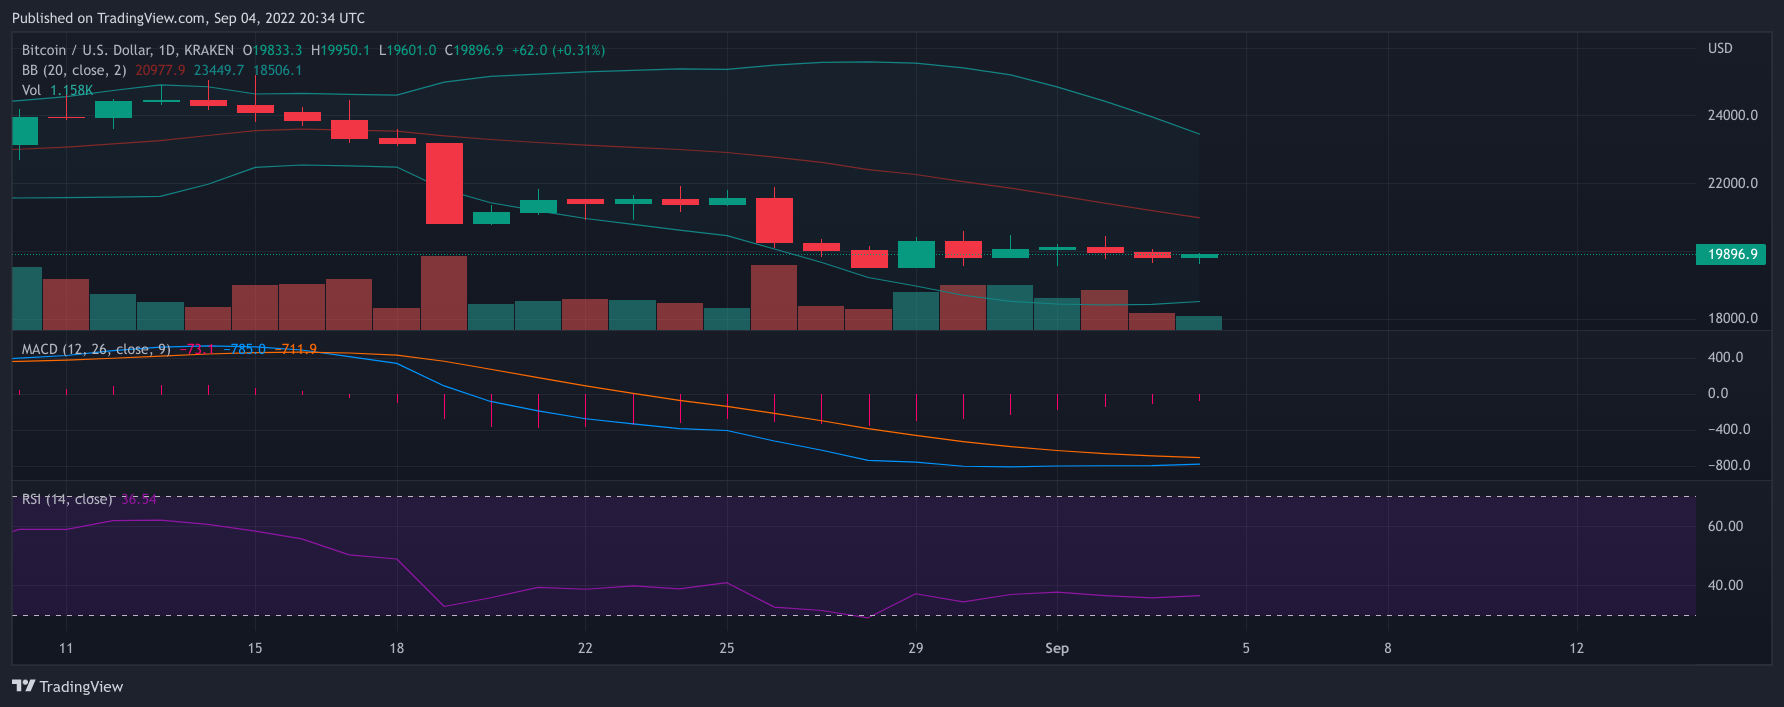 Published on TradingView.com, Sep 04, 2022 20:34 UTC
Bitcoin / U.S. Dollar, 1D, KRAKEN O19833.3 H19950.1 L19601.0 C19896.9 +62.0 (+0.31%)
USD
BB (20, close, 2) 20977.9 23449.7 18506.1
Vol 1.158K
24000.0
22000.0
19896.9
18000.0
MACD (12, 26, close, 9) −73.1 −785.0 −711.9
400.0
0.0
−400.0
−800.0
RSI (14, close) 36.54
60.00
40.00
11 15 18 22 25 29 Sep 5 8 12
TradingView